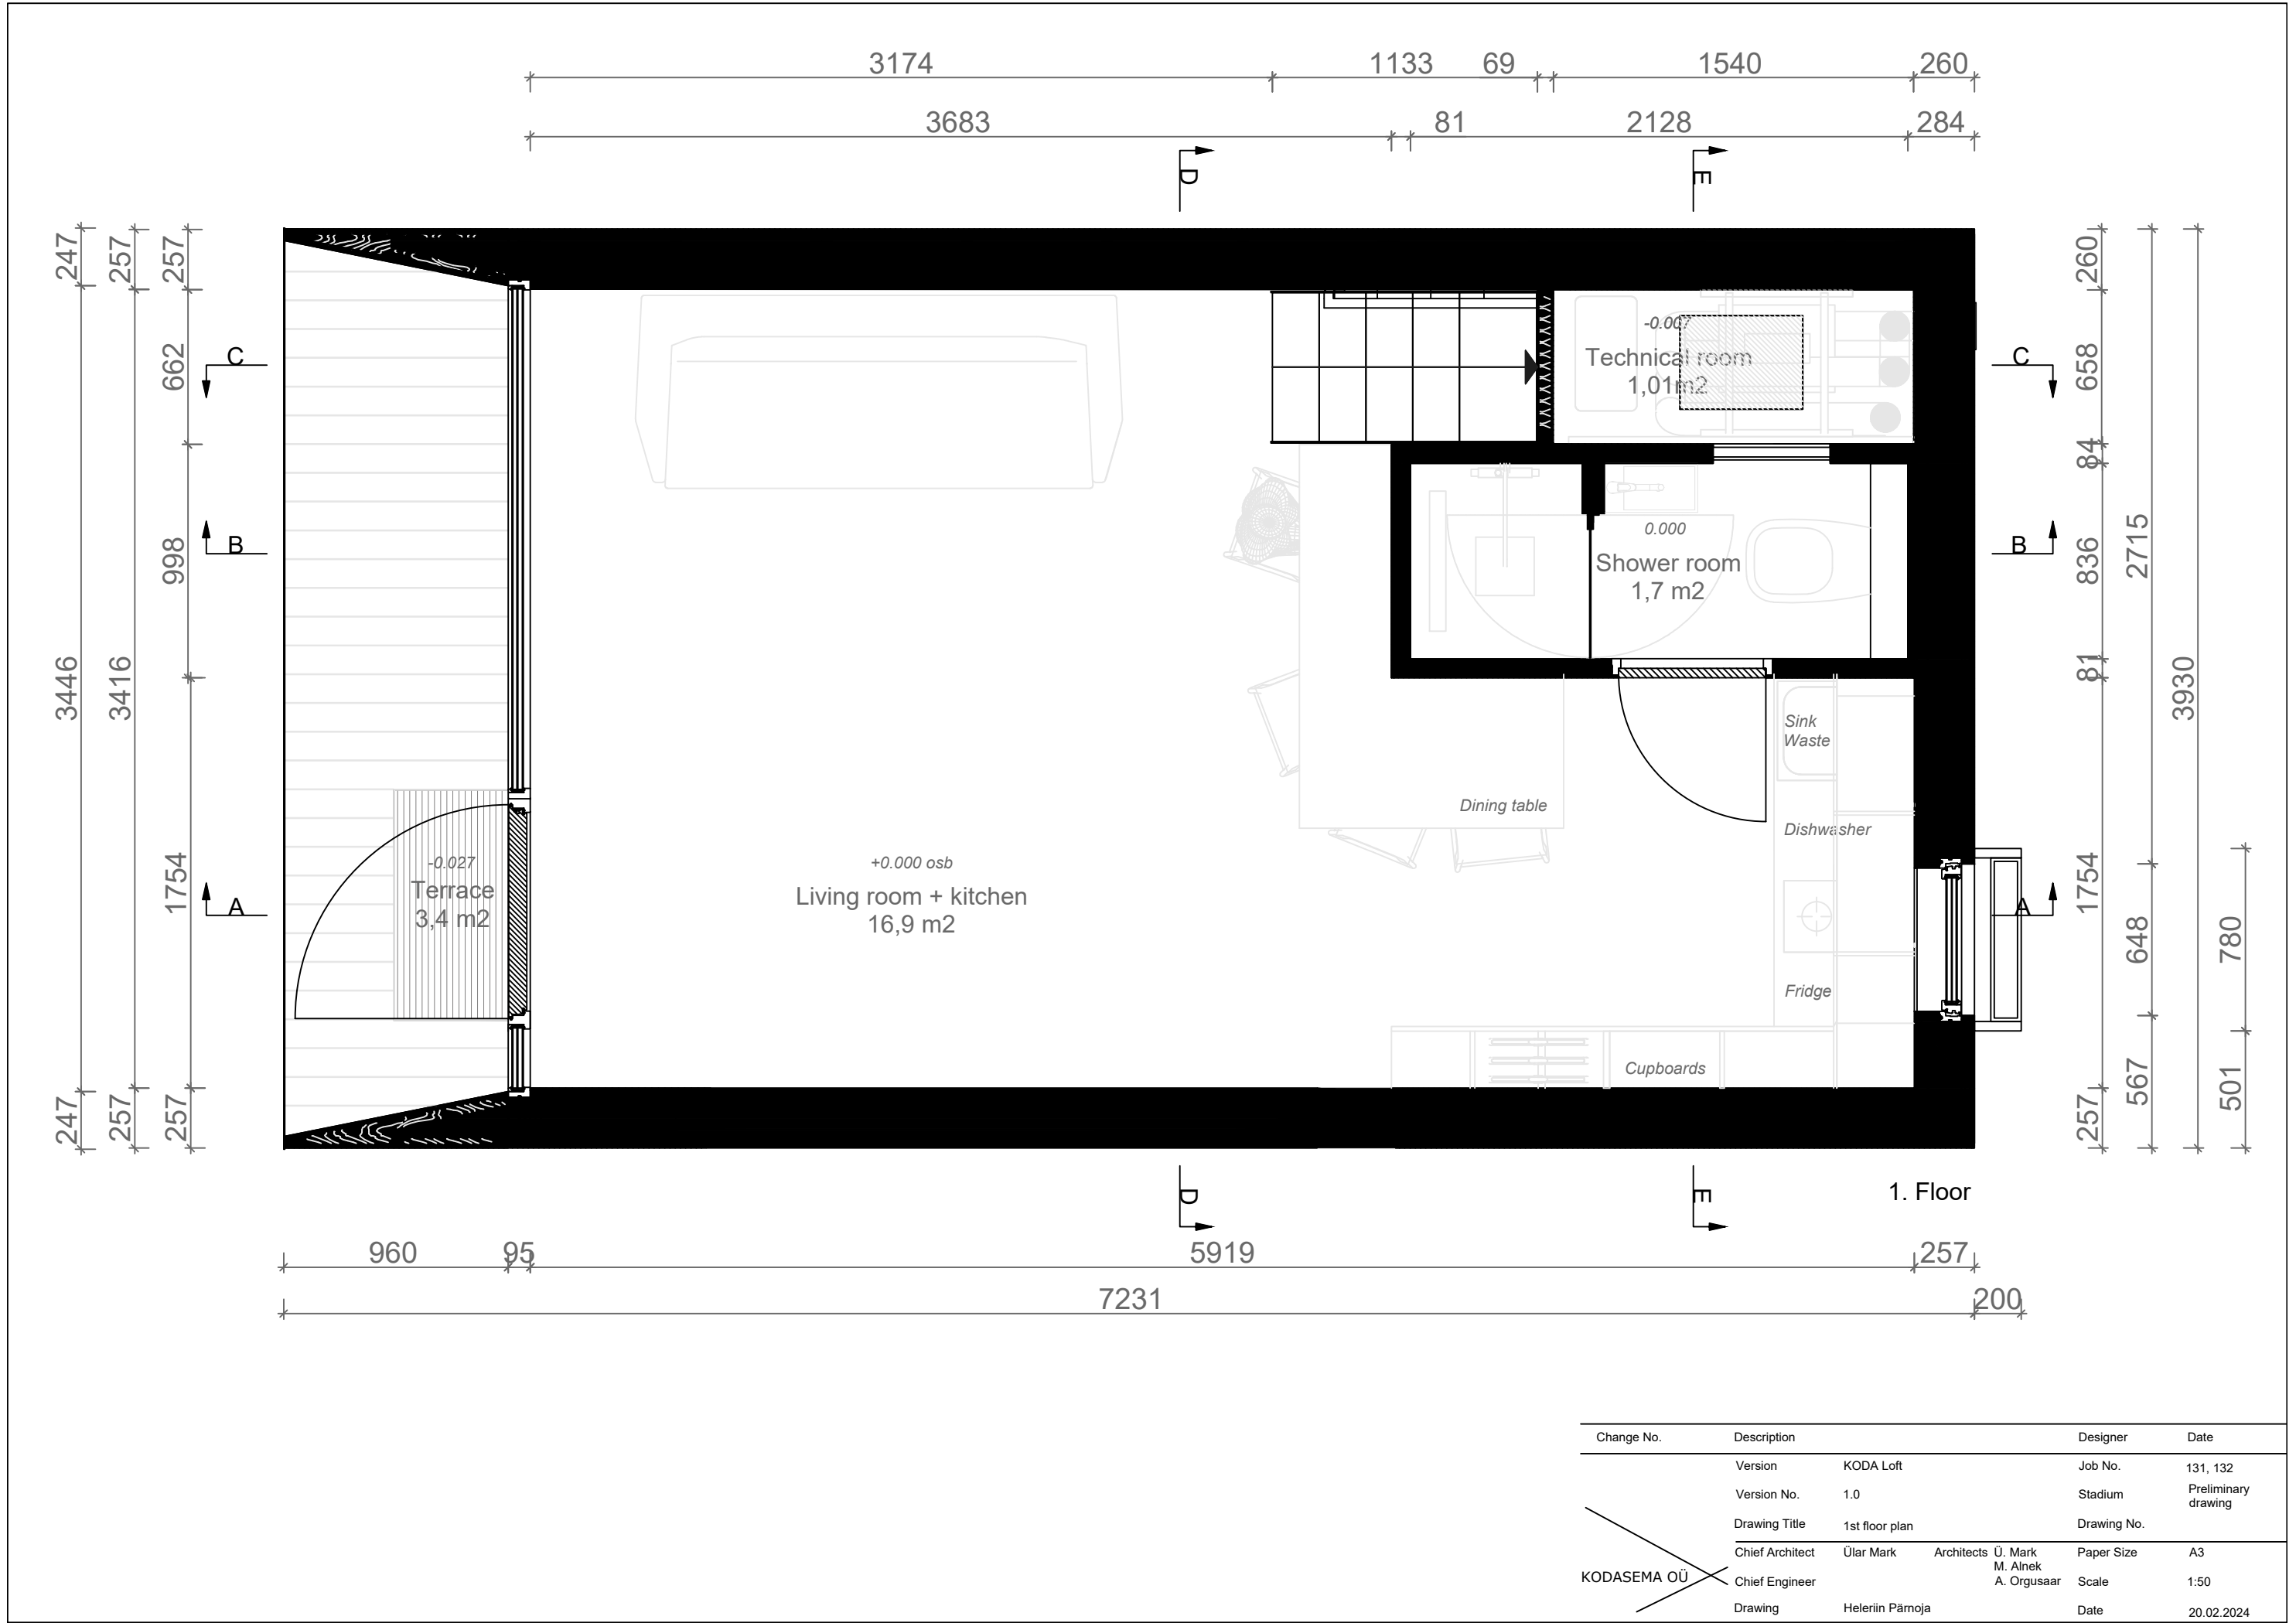 3174 1133 69 1540 260
3683 81 2128 284
D E
247 257 257 260
C 662 Technical room C 658
-0.007
1,01m2
84
B 998 0.000 B 836 2715
Shower room
1,7 m2
3446 3416 81 3930
Sink
Waste
Dining table
Dishwasher
1754 -0.027 +0.000 osb 1754
Terrace Living room + kitchen
A 3,4 m2 16,9 m2 A
648 780
Fridge
Cupboards
567 501
247 257 257 257
D E
1. Floor
960 95 5919 257
7231 200
Change No. Description Designer Date
Version KODA Loft Job No. 131, 132
Version No. 1.0 Stadium Preliminary
drawing
Drawing Title 1st floor plan Drawing No.
Chief Architect Ülar Mark Architects Ü. Mark Paper Size A3
M. Alnek
KODASEMA OÜ Chief Engineer A. Orgusaar Scale 1:50
Drawing Heleriin Pärnoja Date 20.02.2024